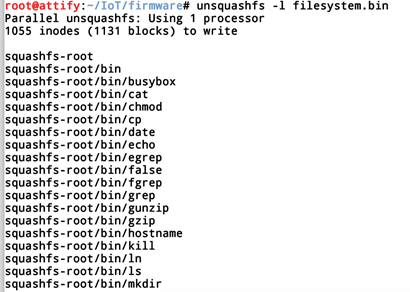 root@attify:~/IoT/firmware# unsquashfs -l filesystem.bin
Parallel unsquashfs: Using 1 processor
1055 inodes (1131 blocks) to write

squashfs-root
squashfs-root/bin
squashfs-root/bin/busybox
squashfs-root/bin/cat
squashfs-root/bin/chmod
squashfs-root/bin/cp
squashfs-root/bin/date
squashfs-root/bin/echo
squashfs-root/bin/egrep
squashfs-root/bin/false
squashfs-root/bin/fgrep
squashfs-root/bin/grep
squashfs-root/bin/gunzip
squashfs-root/bin/gzip
squashfs-root/bin/hostname
squashfs-root/bin/kill
squashfs-root/bin/ln
squashfs-root/bin/ls
squashfs-root/bin/mkdir